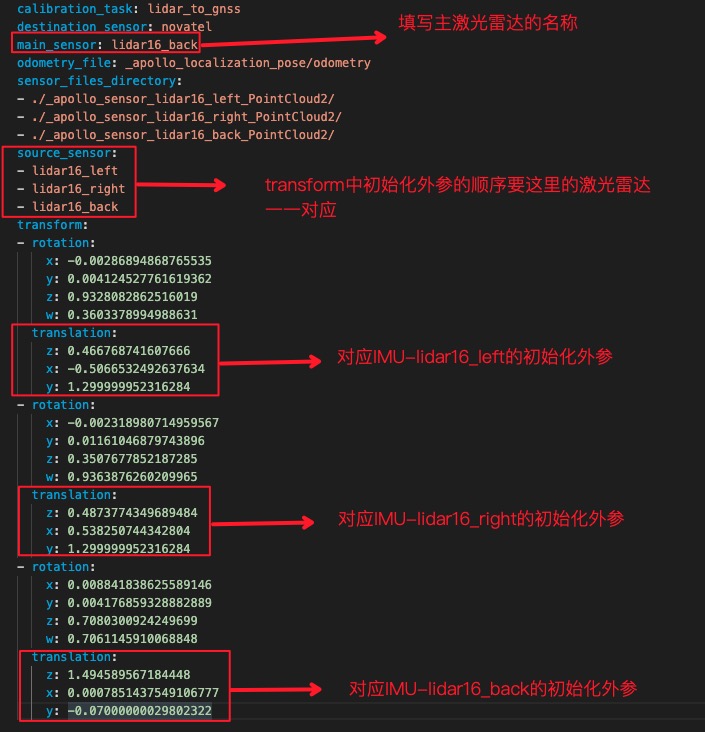 calibration_task: lidar_to_gnss
destination_sensor: novatel
填写主激光雷达的名称
main_sensor: lidar16_back
odometry_file: _apollo_localization_pose/odometry
sensor_files_directory:
- ./_apollo_sensor_lidar16_left_PointCloud2/
- ./_apollo_sensor_lidar16_right_PointCloud2/
- ./_apollo_sensor_lidar16_back_PointCloud2/
source_sensor:
- lidar16_left
- lidar16_right
- lidar16_back
transform中初始化外参的顺序要这里的激光雷达
一一对应
transform:
- rotation:
x: -0.00286894868765535
y: 0.004124527761619362
z: 0.9328082862516019
w: 0.3603378994988631
translation:
z: 0.466768741607666
x: -0.5066532492637634
y: 1.299999952316284
对应IMU-lidar16_left的初始化外参
- rotation:
x: -0.002318980714959567
y: 0.01161046879743896
z: 0.3507677852187285
w: 0.9363876260209965
translation:
z: 0.4873774349689484
x: 0.538250744342804
y: 1.299999952316284
对应IMU-lidar16_right的初始化外参
- rotation:
x: 0.008841838625589146
y: 0.004176859328882889
z: 0.7080300924249699
w: 0.7061145910068848
translation:
z: 1.494589567184448
x: 0.0007851437549106777
y: -0.07000000029802322
对应IMU-lidar16_back的初始化外参